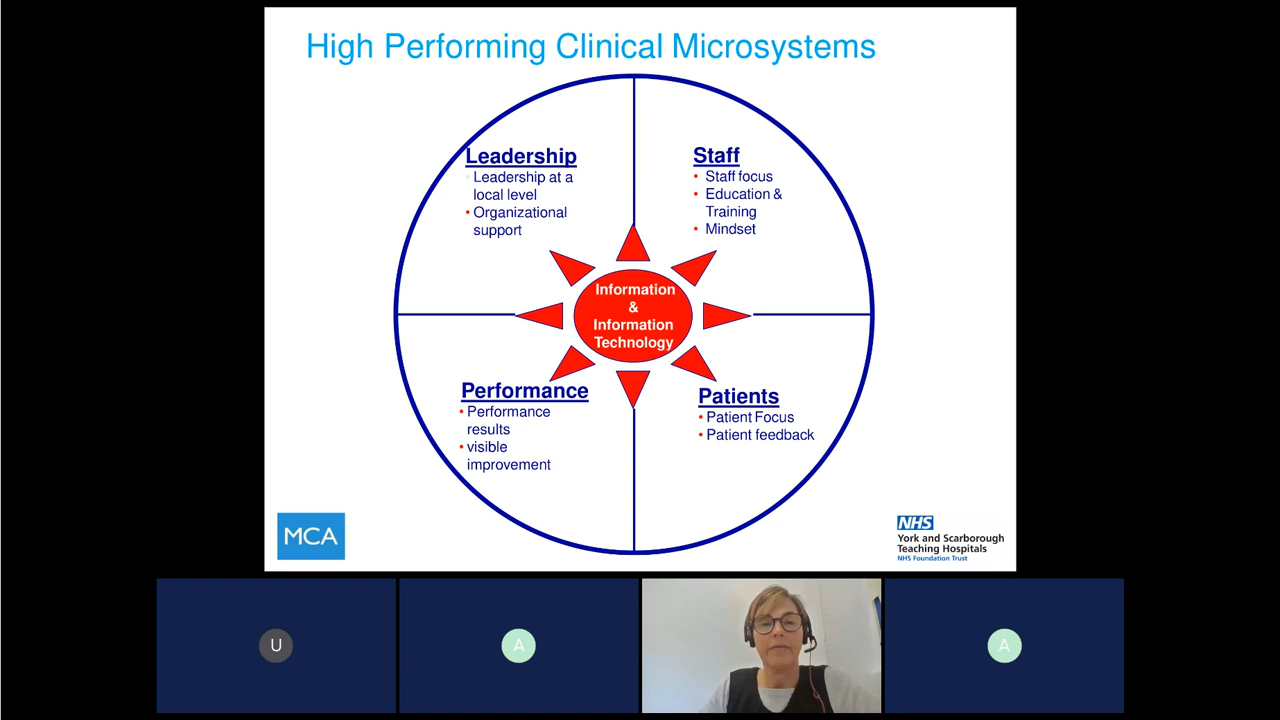 High Performing Clinical Microsystems
Leadership
Leadership at a
local level
• Organizational
support
Staff
• Staff focus
• Education &
Training
• Mindset
Information
&
Information
Technology
Performance
• Performance
results
• visible
improvement
Patients
• Patient Focus
• Patient feedback
MCA
NHS
York and Scarborough
Teaching Hospitals
NHS Foundation Trust
U
A
A